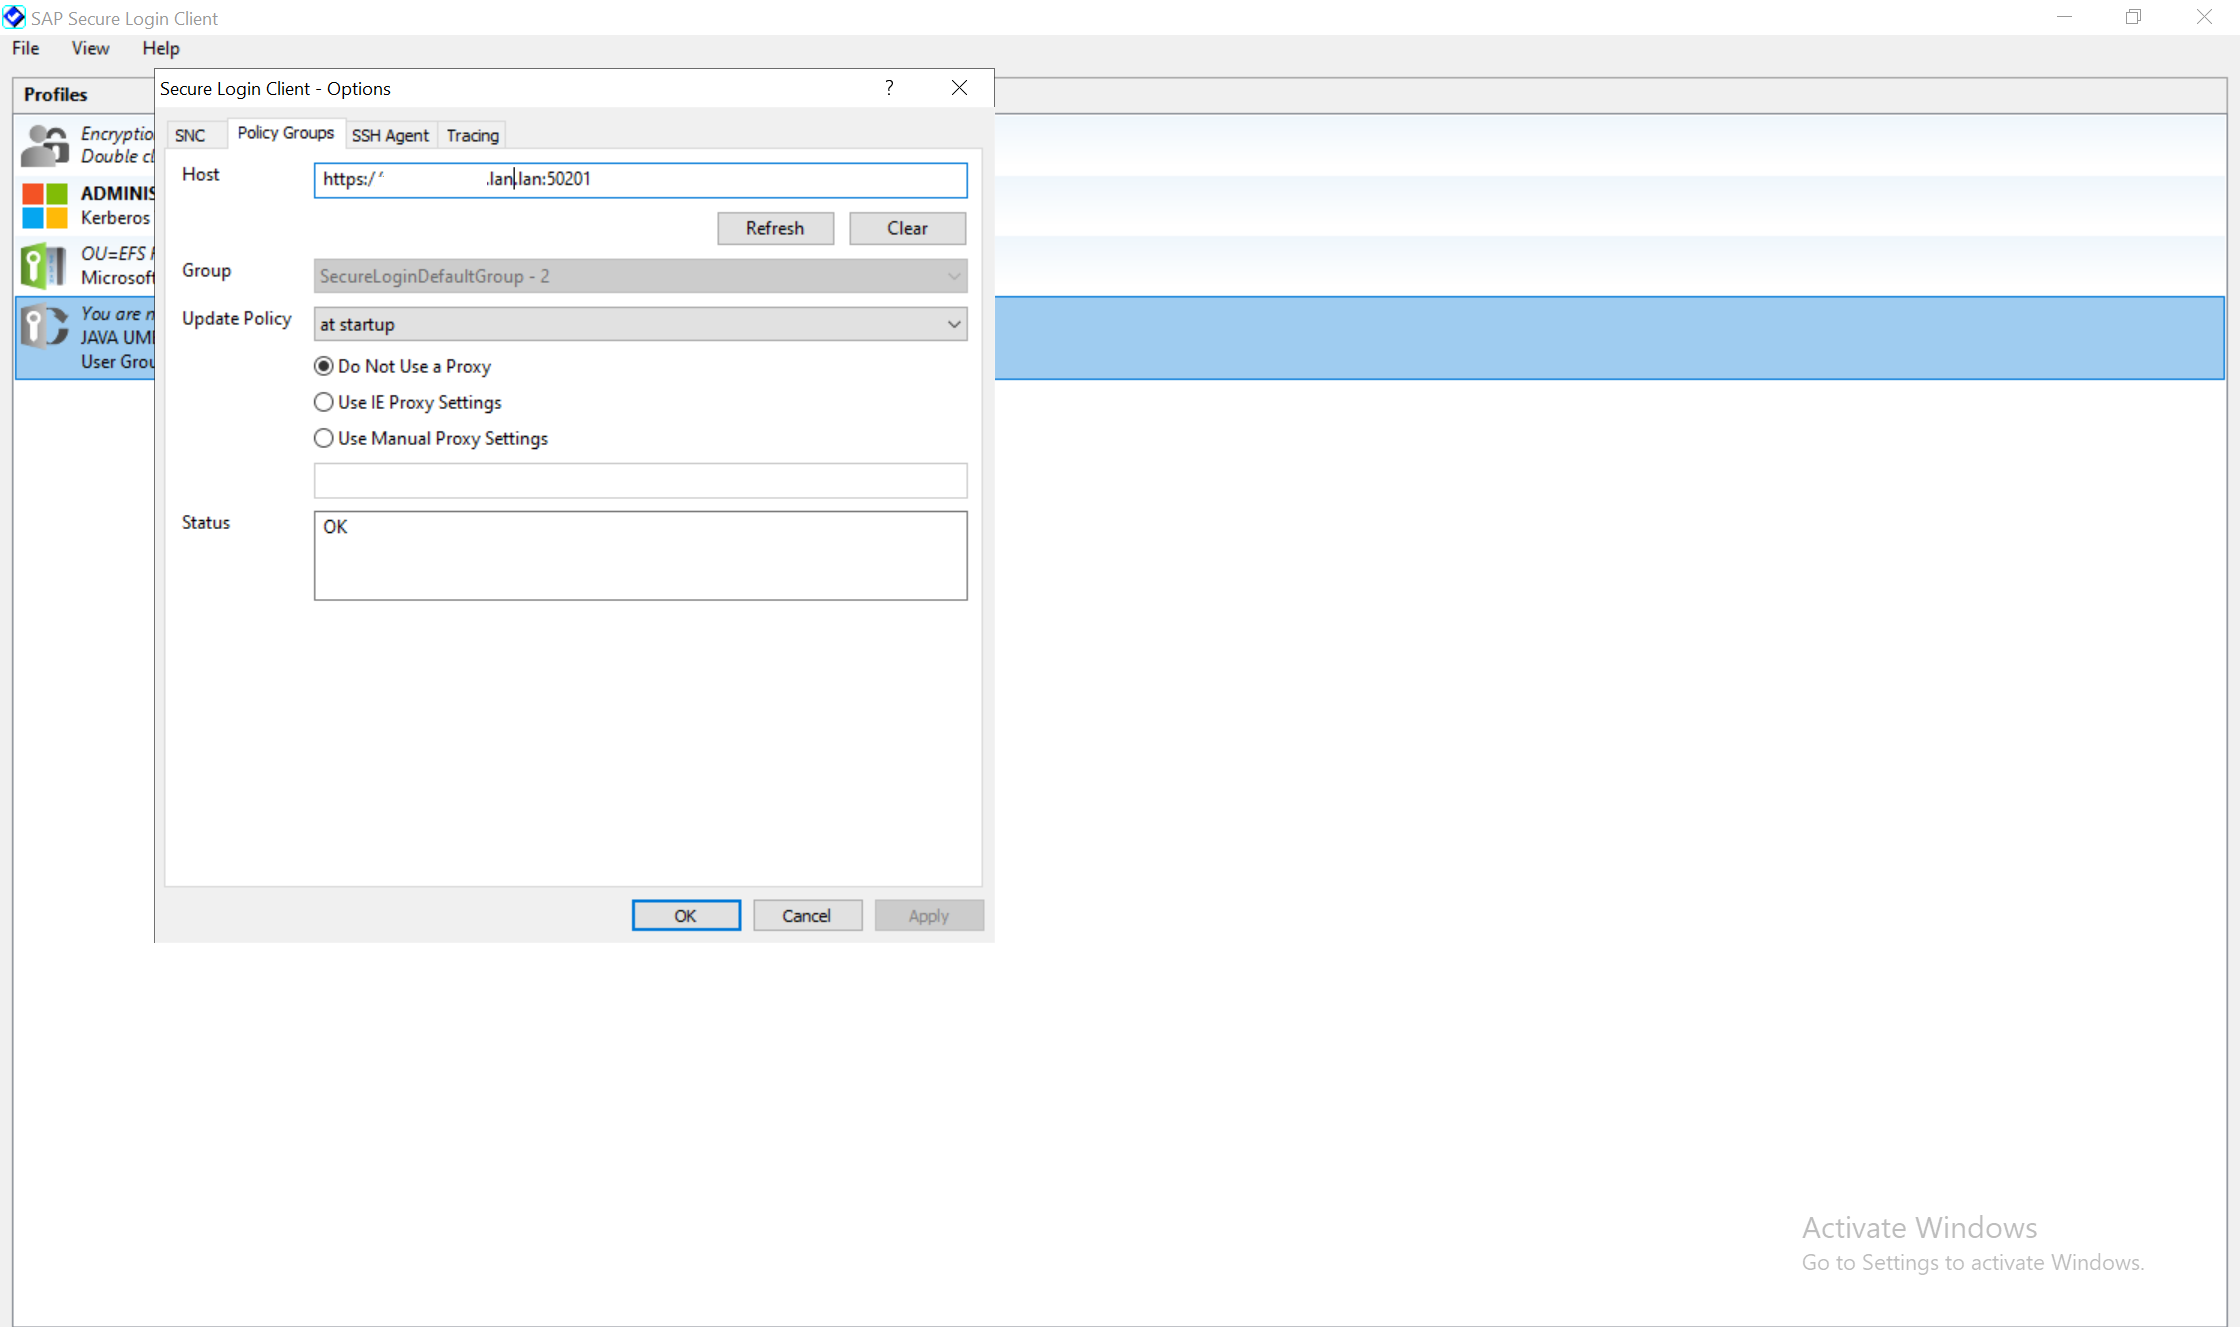 SAP Secure Login Client
File View Help
Profiles
Secure Login Client - Options
?
SNC Policy Groups SSH Agent Tracing
Encryptio
Double cl
ADMINIS
Kerberos
OU=EFS F
Microsoft
You are n
JAVA UME
User Grou
Host
https:/ .lan.lan:50201
Refresh Clear
Group
SecureLoginDefaultGroup - 2
Update Policy
at startup
Do Not Use a Proxy
Use IE Proxy Settings
Use Manual Proxy Settings
Status
OK
OK Cancel Apply
Activate Windows
Go to Settings to activate Windows.